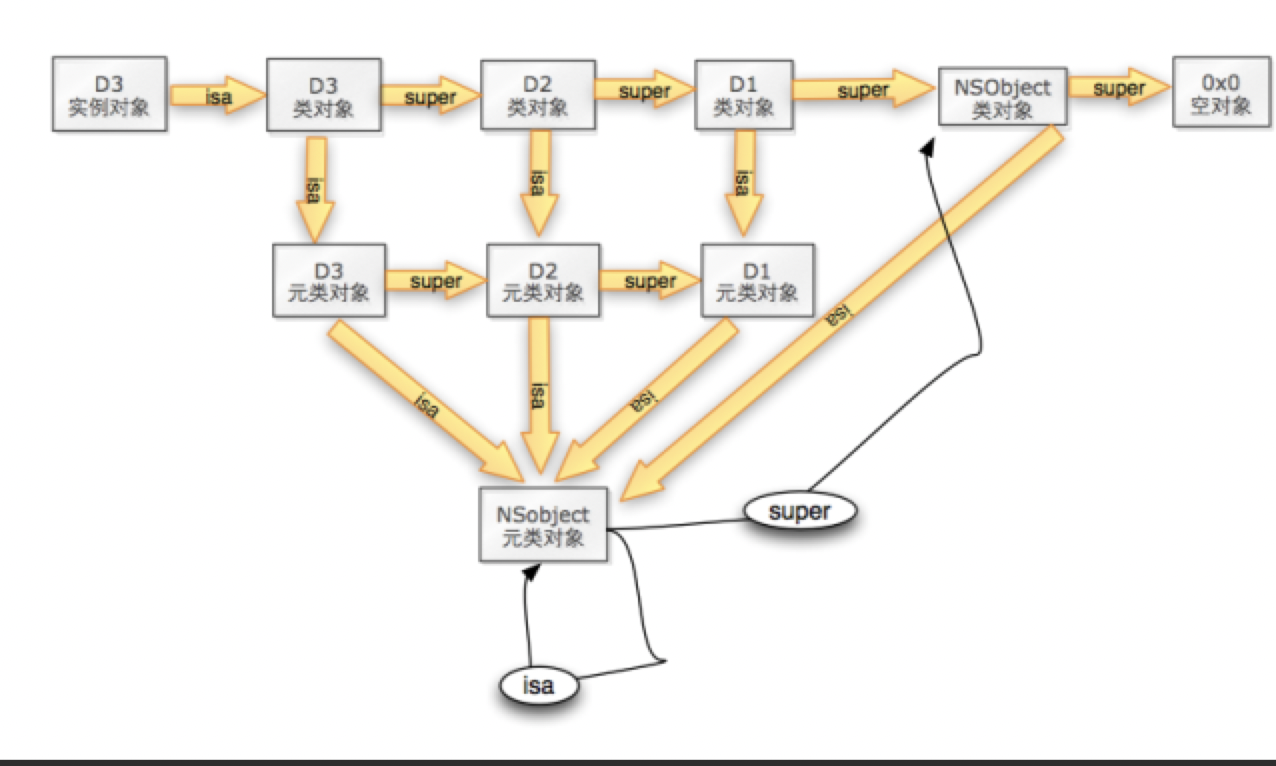 D3
实例对象
isa
D3
类对象
super
D2
类对象
super
D1
类对象
super
NSObject
类对象
super
0x0
空对象
isa
isa
isa
D3
元类对象
super
D2
元类对象
super
D1
元类对象
isa
isa
isa
isa
NSobject
元类对象
super
isa